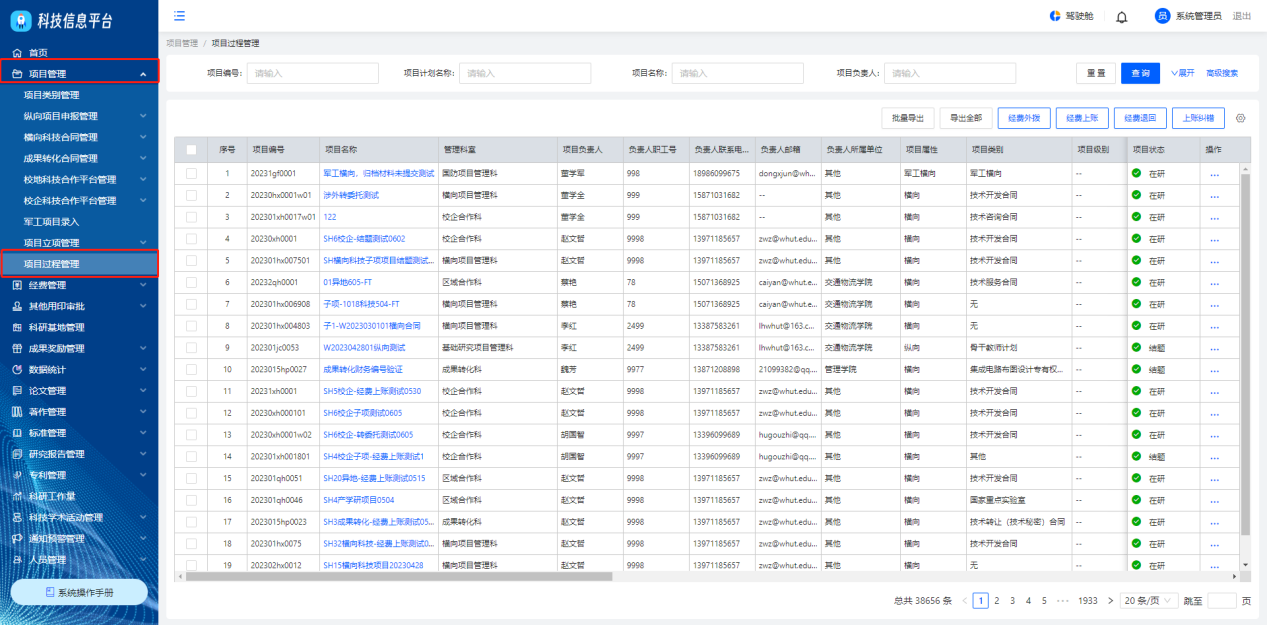 科技信息平台
驾驶舱 员 系统管理员 退出
首页
项目管理
项目类别管理
纵向项目申报管理
横向科技合同管理
成果转化合同管理
校地科技合作平台管理
校企科技合作平台管理
军工项目录入
项目立项管理
项目过程管理
经费管理
其他用印审批
科研基地管理
成果奖励管理
数据统计
论文管理
著作管理
标准管理
研究报告管理
专利管理
科研工作量
科技学术活动管理
通知预警管理
人员管理
系统操作手册
项目管理 / 项目过程管理
项目编号: 请输入 项目计划名称: 请输入 项目名称: 请输入 项目负责人: 请输入 重置 查询 展开 高级搜索
批量导出 导出全部 经费外拨 经费上账 经费退回 上账纠错
序号 项目编号 项目名称 管理科室 项目负责人 负责人职工号 负责人联系电... 负责人邮箱 负责人所属单位 项目属性 项目类别 项目级别 项目状态 操作
1 20231gf0001 军工横向，归档材料未提交测试 国防项目管理科 董学军 998 18986099675 dongxjun@wh... 其他 军工横向 军工横向 -- 在研 ...
2 20230hx0001w01 涉外转委托测试 横向项目管理科 董学全 999 15871031682 -- 其他 横向 技术开发合同 -- 在研 ...
3 202301xh0017w01 122 校企合作科 董学全 999 15871031682 -- 其他 横向 技术咨询合同 -- 在研 ...
4 20230xh0001 SH6校企-结题测试0602 校企合作科 赵文哲 9998 13971185657 zwz@whut.edu... 其他 横向 技术开发合同 -- 在研 ...
5 202301hx007501 SH横向科技子项项目结题测试... 横向项目管理科 赵文哲 9998 13971185657 zwz@whut.edu... 其他 横向 技术开发合同 -- 在研 ...
6 20232qh0001 01异地605-FT 区域合作科 蔡艳 78 15071368925 caiyan@whut.e... 交通物流学院 横向 技术服务合同 -- 在研 ...
7 202301hx006908 子项-1018科技504-FT 横向项目管理科 蔡艳 78 15071368925 caiyan@whut.e... 交通物流学院 横向 无 -- 在研 ...
8 202301hx004803 子1-W2023030101横向合同 横向项目管理科 李红 2499 13387583261 lhwhut@163.c... 交通物流学院 横向 无 -- 在研 ...
9 202301jc0053 W2023042801纵向测试 基础研究项目管理科 李红 2499 13387583261 lhwhut@163.c... 交通物流学院 纵向 骨干教师计划 -- 结题 ...
10 2023015hp0027 成果转化财务编号验证 成果转化科 魏芳 9977 13871208898 21099382@qq.... 管理学院 横向 集成电路布图设计专有权... -- 结题 ...
11 20231xh0001 SH5校企-经费上账测试0530 校企合作科 赵文哲 9998 13971185657 zwz@whut.edu... 其他 横向 技术开发合同 -- 在研 ...
12 20230xh000101 SH6校企子项测试0605 校企合作科 赵文哲 9998 13971185657 zwz@whut.edu... 其他 横向 技术开发合同 -- 在研 ...
13 20230xh0001w02 SH6校企-转委托测试0605 校企合作科 胡国智 9997 13396099689 hugouzhi@qq.... 其他 横向 技术开发合同 -- 在研 ...
14 202301xh001801 SH4校企子项-经费上账测试1 校企合作科 胡国智 9997 13396099689 hugouzhi@qq.... 其他 横向 其他 -- 结题 ...
15 202301qh0051 SH20异地-经费上账测试0515 区域合作科 赵文哲 9998 13971185657 zwz@whut.edu... 其他 横向 技术开发合同 -- 在研 ...
16 202301qh0046 SH4产学研项目0504 区域合作科 赵文哲 9998 13971185657 zwz@whut.edu... 其他 横向 国家重点实验室 -- 在研 ...
17 2023015hp0023 SH3成果转化-经费上账测试05... 成果转化科 赵文哲 9998 13971185657 zwz@whut.edu... 其他 横向 技术转让（技术秘密）合同 -- 在研 ...
18 202301hx0075 SH32横向科技-经费上账测试0... 横向项目管理科 赵文哲 9998 13971185657 zwz@whut.edu... 其他 横向 技术开发合同 -- 在研 ...
19 202302hx0012 SH15横向科技项目20230428 横向项目管理科 赵文哲 9998 13971185657 zwz@whut.edu... 其他 横向 无 -- 在研 ...
总共 38656 条 < 1 2 3 4 5 ··· 1933 > 20 条/页 跳至 页